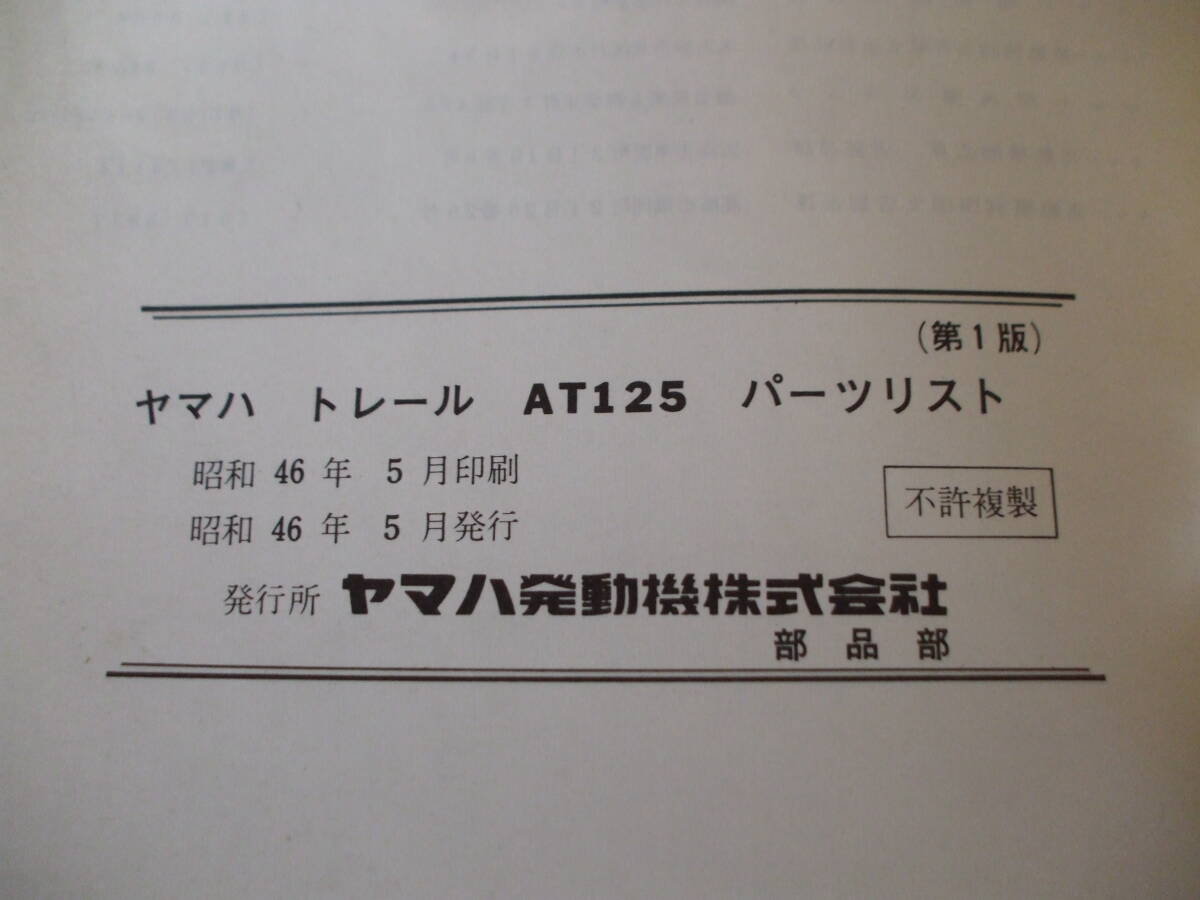 (第1版)
ヤマハ トレール AT125 パーツリスト
昭和 46 年 5 月印刷
昭和 46 年 5 月発行
不許複製
発行所 ヤマハ発動機株式会社
部品部